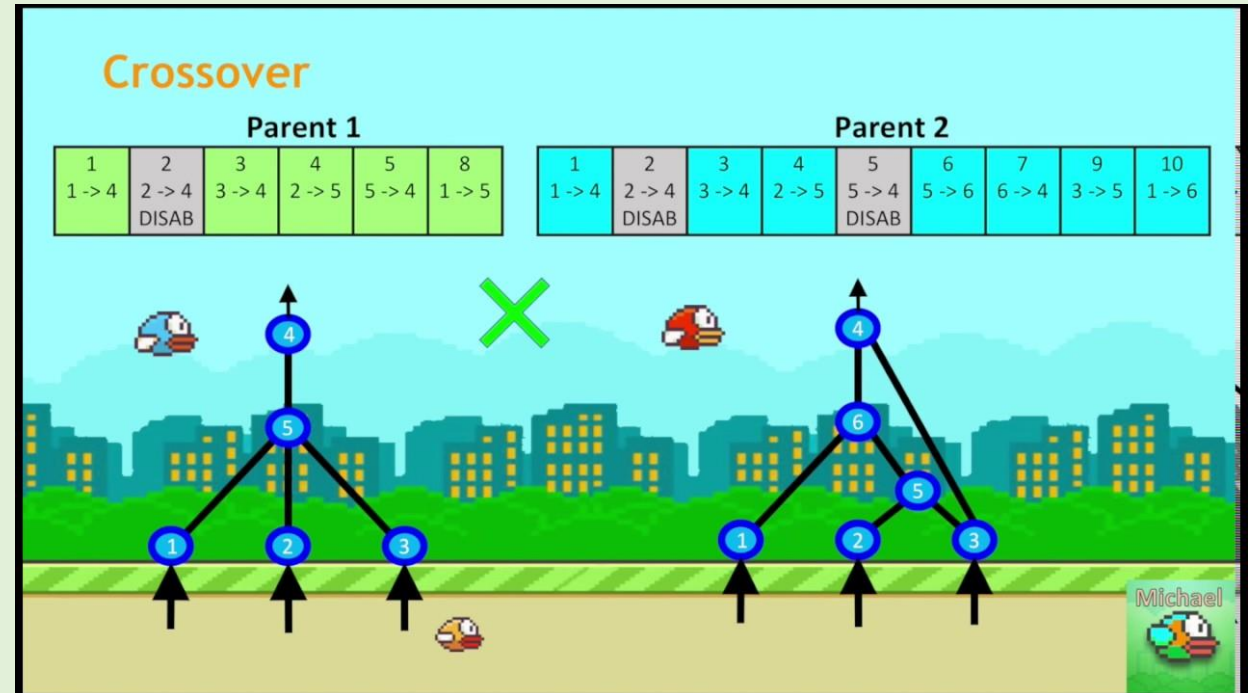 Crossover
Parent 1
1 2 3 4 5 8
1 -> 4 2 -> 4 3 -> 4 2 -> 5 5 -> 4 1 -> 5
DISAB
Parent 2
1 2 3 4 5 6 7 9 10
1 -> 4 2 -> 4 3 -> 4 2 -> 5 5 -> 4 5 -> 6 6 -> 4 3 -> 5 1 -> 6
DISAB DISAB
4
5
1 2 3
4
6
5
1 2 3
Michael